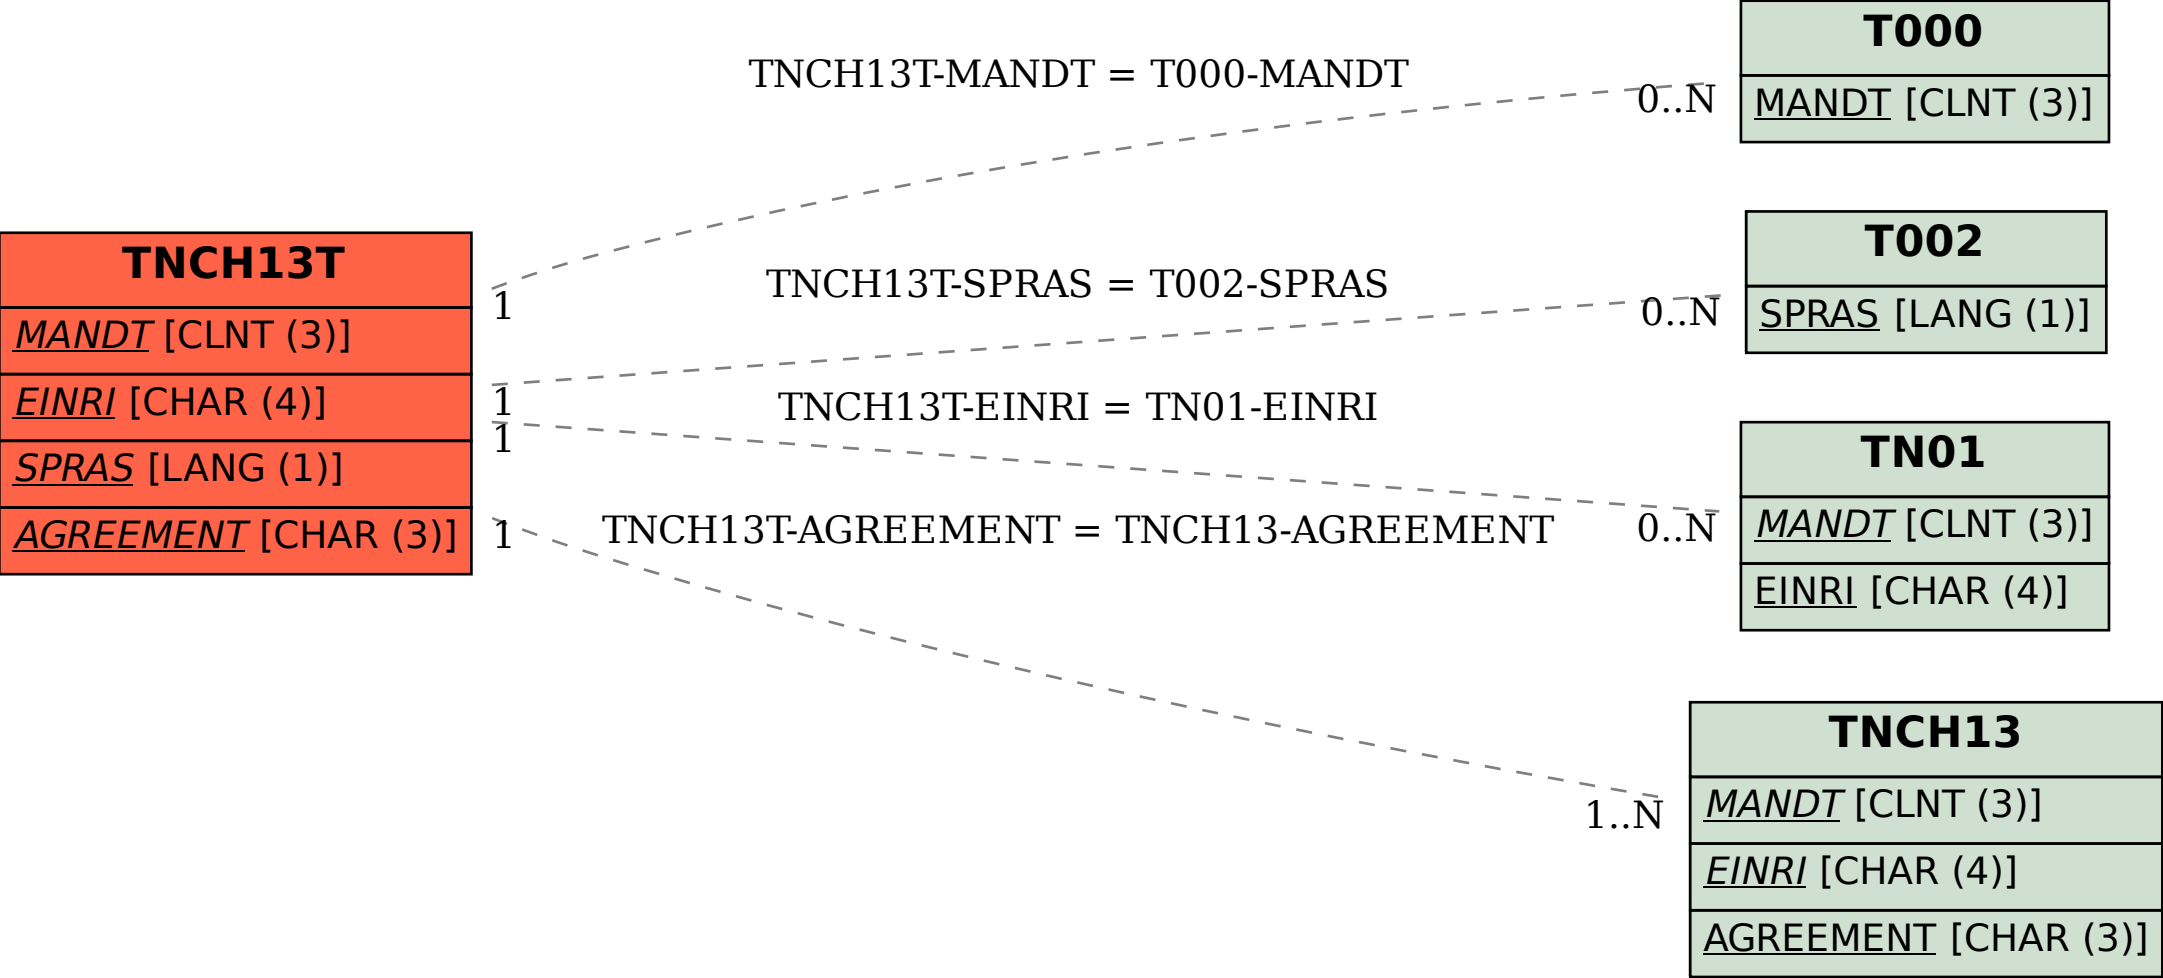 TNCH13T
MANDT [CLNT (3)]
EINRI [CHAR (4)]
SPRAS [LANG (1)]
AGREEMENT [CHAR (3)]
TNCH13T-MANDT = T000-MANDT
1
0..N
TNCH13T-SPRAS = T002-SPRAS
1
0..N
TNCH13T-EINRI = TN01-EINRI
1
0..N
TNCH13T-AGREEMENT = TNCH13-AGREEMENT
1
1..N
T000
MANDT [CLNT (3)]
T002
SPRAS [LANG (1)]
TN01
MANDT [CLNT (3)]
EINRI [CHAR (4)]
TNCH13
MANDT [CLNT (3)]
EINRI [CHAR (4)]
AGREEMENT [CHAR (3)]